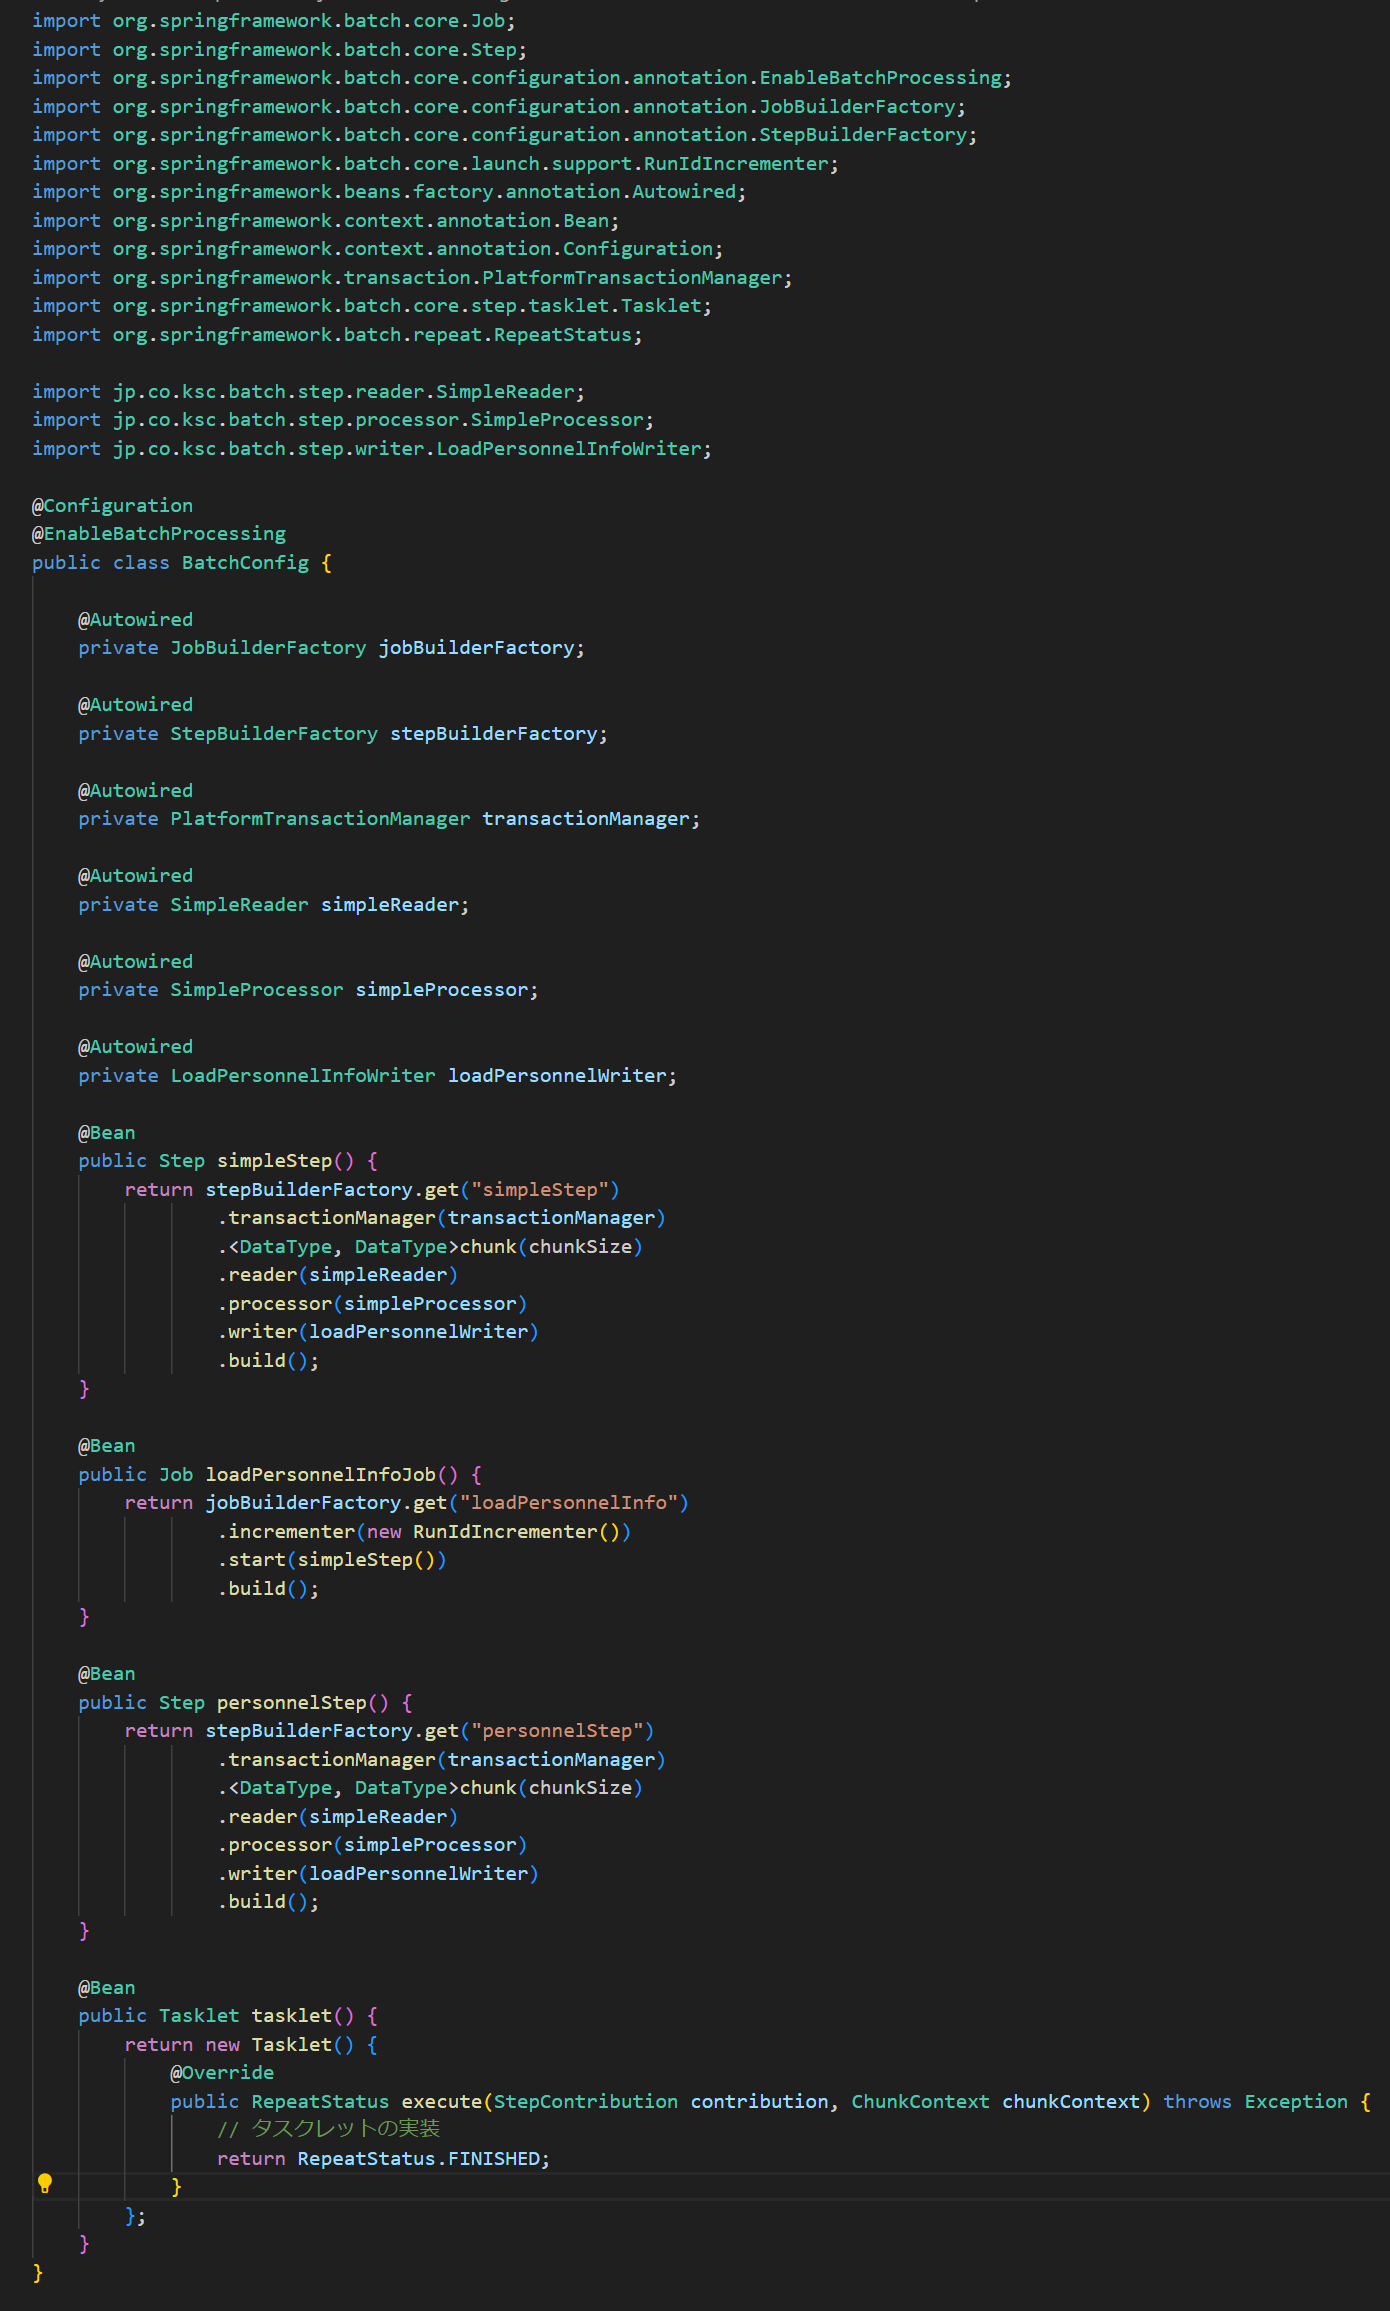 import org.springframework.batch.core.Job;
import org.springframework.batch.core.Step;
import org.springframework.batch.core.configuration.annotation.EnableBatchProcessing;
import org.springframework.batch.core.configuration.annotation.JobBuilderFactory;
import org.springframework.batch.core.configuration.annotation.StepBuilderFactory;
import org.springframework.batch.core.launch.support.RunIdIncrementer;
import org.springframework.beans.factory.annotation.Autowired;
import org.springframework.context.annotation.Bean;
import org.springframework.context.annotation.Configuration;
import org.springframework.transaction.PlatformTransactionManager;
import org.springframework.batch.core.step.tasklet.Tasklet;
import org.springframework.batch.repeat.RepeatStatus;

import jp.co.ksc.batch.step.reader.SimpleReader;
import jp.co.ksc.batch.step.processor.SimpleProcessor;
import jp.co.ksc.batch.step.writer.LoadPersonnelInfoWriter;

@Configuration
@EnableBatchProcessing
public class BatchConfig {

    @Autowired
    private JobBuilderFactory jobBuilderFactory;

    @Autowired
    private StepBuilderFactory stepBuilderFactory;

    @Autowired
    private PlatformTransactionManager transactionManager;

    @Autowired
    private SimpleReader simpleReader;

    @Autowired
    private SimpleProcessor simpleProcessor;

    @Autowired
    private LoadPersonnelInfoWriter loadPersonnelWriter;

    @Bean
    public Step simpleStep() {
        return stepBuilderFactory.get("simpleStep")
                .transactionManager(transactionManager)
                .<DataType, DataType>chunk(chunkSize)
                .reader(simpleReader)
                .processor(simpleProcessor)
                .writer(loadPersonnelWriter)
                .build();
    }

    @Bean
    public Job loadPersonnelInfoJob() {
        return jobBuilderFactory.get("loadPersonnelInfo")
                .incrementer(new RunIdIncrementer())
                .start(simpleStep())
                .build();
    }

    @Bean
    public Step personnelStep() {
        return stepBuilderFactory.get("personnelStep")
                .transactionManager(transactionManager)
                .<DataType, DataType>chunk(chunkSize)
                .reader(simpleReader)
                .processor(simpleProcessor)
                .writer(loadPersonnelWriter)
                .build();
    }

    @Bean
    public Tasklet tasklet() {
        return new Tasklet() {
            @Override
            public RepeatStatus execute(StepContribution contribution, ChunkContext chunkContext) throws Exception {
                // タスクレットの実装
                return RepeatStatus.FINISHED;
            }
        };
    }
}